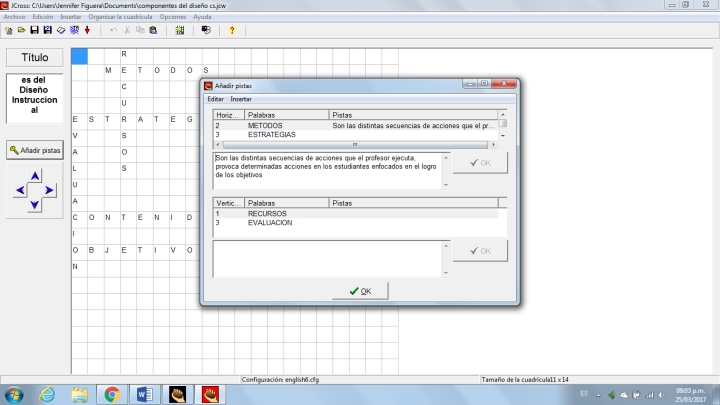 JCross: C:\Users\Jennifer Figuera\Documents\componentes del diseño cs.jcw
Archivo Edición Insertar Organizar la cuadrícula Opciones Ayuda
Título
es del
Diseño
Instruccion
al
Añadir pistas
R
M E T O D O S
C
U
E S T R A T E G
V S
A O
L S
U
A
C O N T E N I D
I
O B J E T I V O
N
Añadir pistas
Editar Insertar
Horiz... Palabras Pistas
2 METODOS Son las distintas secuencias de acciones que el pr...
3 ESTRATEGIAS
Son las distintas secuencias de acciones que el profesor ejecuta,
provoca determinadas acciones en los estudiantes enfocados en el logro
de los objetivos
OK
Vertic... Palabras Pistas
1 RECURSOS
3 EVALUACION
OK
OK
Configuración: english6.cfg
Tamaño de la cuadrícula11 x 14
ES
09:03 p.m.
25/03/2017